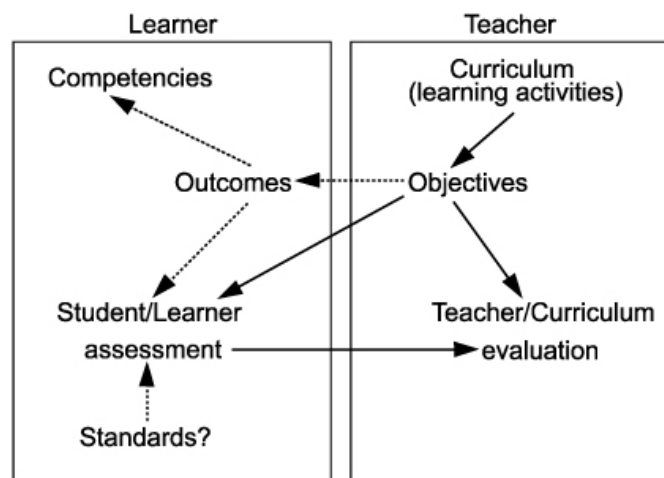 Learner
Teacher
Competencies
Curriculum
(learning activities)
Outcomes
Objectives
Student/Learner
assessment
Teacher/Curriculum
evaluation
Standards?